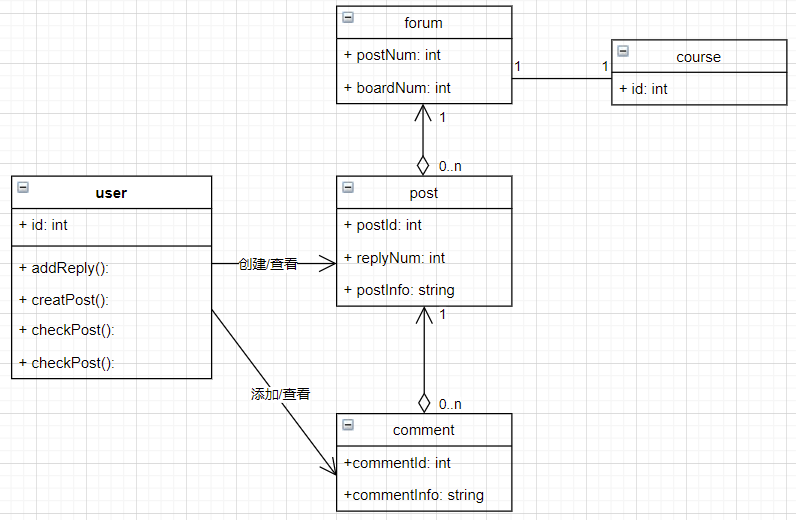 forum
+ postNum: int
+ boardNum: int
1
1
course
+ id: int
1
0..n
user
+ id: int
+ addReply():
+ creatPost():
+ checkPost():
+ checkPost():
创建/查看
post
+ postId: int
+ replyNum: int
+ postInfo: string
1
添加/查看
0..n
comment
+commentId: int
+commentInfo: string